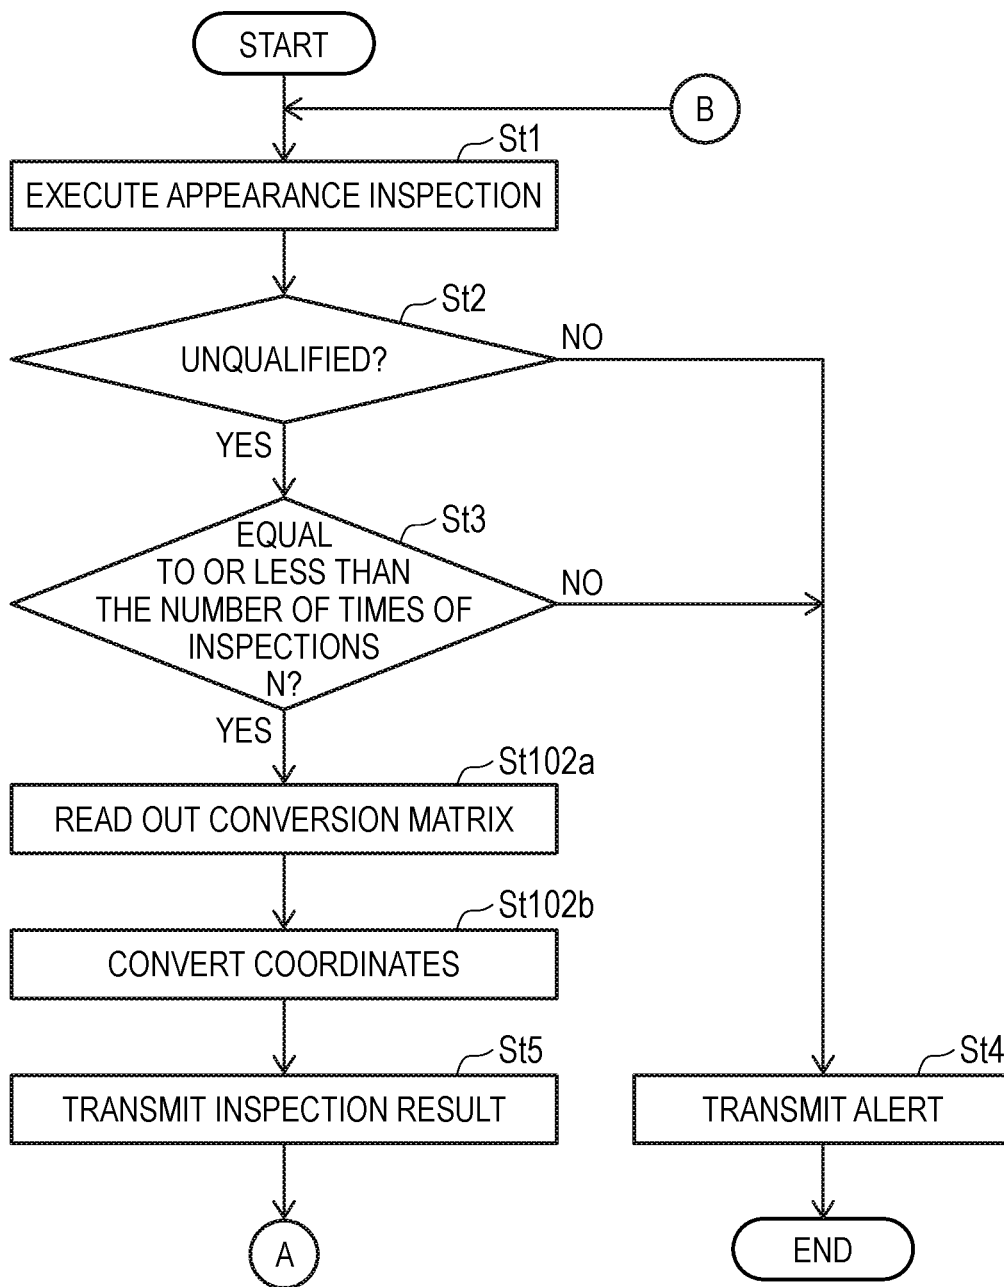 START
B
St1
EXECUTE APPEARANCE INSPECTION
St2
UNQUALIFIED?
NO
YES
St3
EQUAL
TO OR LESS THAN
THE NUMBER OF TIMES OF
INSPECTIONS
N?
NO
YES
St102a
READ OUT CONVERSION MATRIX
St102b
CONVERT COORDINATES
St5
TRANSMIT INSPECTION RESULT
St4
TRANSMIT ALERT
A
END